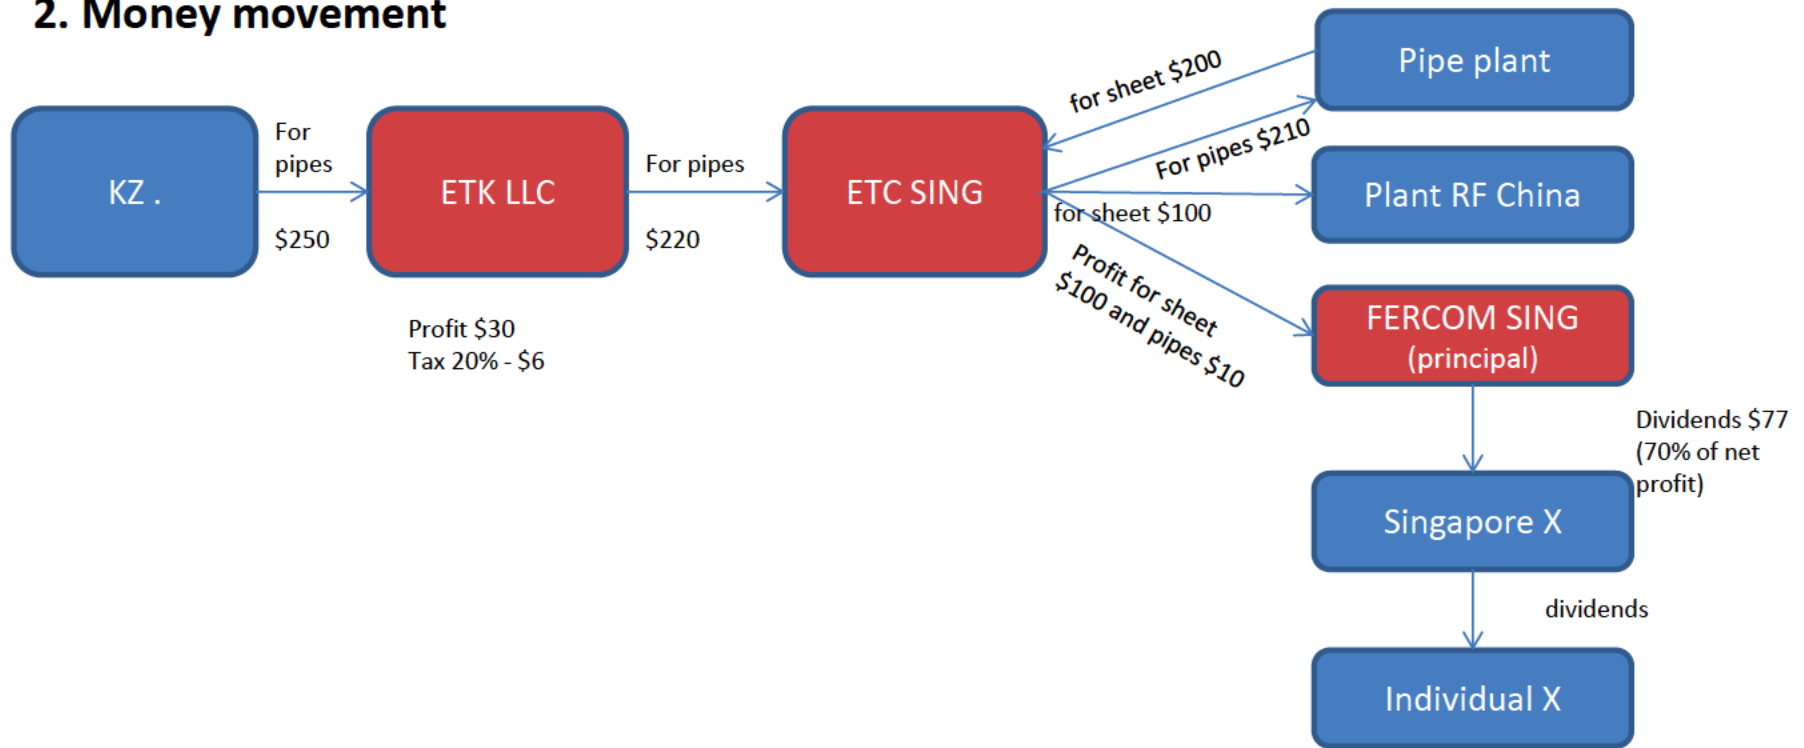 2. Money movement
KZ .
For
pipes
$250
ETK LLC
Profit $30
Tax 20% - $6
For pipes
$220
ETC SING
for sheet $200
For pipes $210
for sheet $100
Profit for sheet
$100 and pipes $10
Pipe plant
Plant RF China
FERCOM SING
(principal)
Dividends $77
(70% of net
profit)
Singapore X
dividends
Individual X